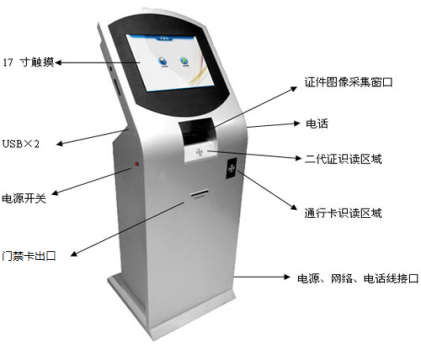 17 寸触摸
证件图像采集窗口
电话
USB×2
二代证识读区域
电源开关
通行卡识读区域
门禁卡出口
电源、网络、电话线接口